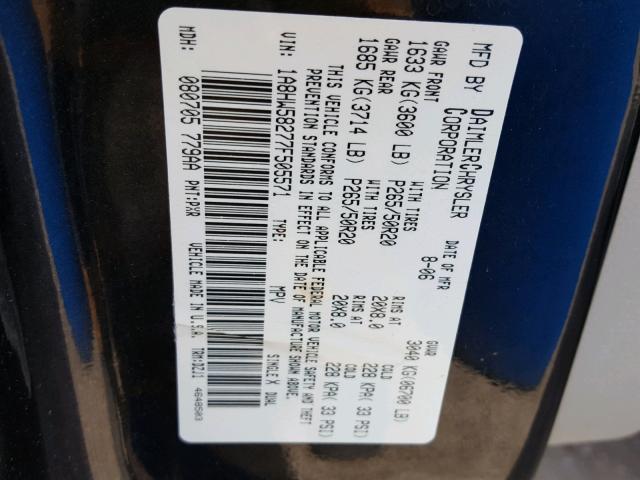 MFD BY DAIMLERCHRYSLER CORPORATION
DATE OF MFR 8-06
GVWR 3040 KG(06700 LB)
GAWR FRONT WITH TIRES RIMS AT COLD
1633 KG(3600 LB) P265/50R20 20X8.0 228 KPA( 33 PSI)
GAWR REAR WITH TIRES RIMS AT COLD
1685 KG(3714 LB) P265/50R20 20X8.0 228 KPA( 33 PSI)
THIS VEHICLE CONFORMS TO ALL APPLICABLE FEDERAL MOTOR VEHICLE SAFETY AND THEFT
PREVENTION STANDARDS IN EFFECT ON THE DATE OF MANUFACTURE SHOWN ABOVE.
VIN: 1A8HW58277F505571 TYPE: MPV SINGLE X DUAL
MDH: 080705 779AA PNT:PXR VEHICLE MADE IN U.S.A. TRM:DZJ1 4648503